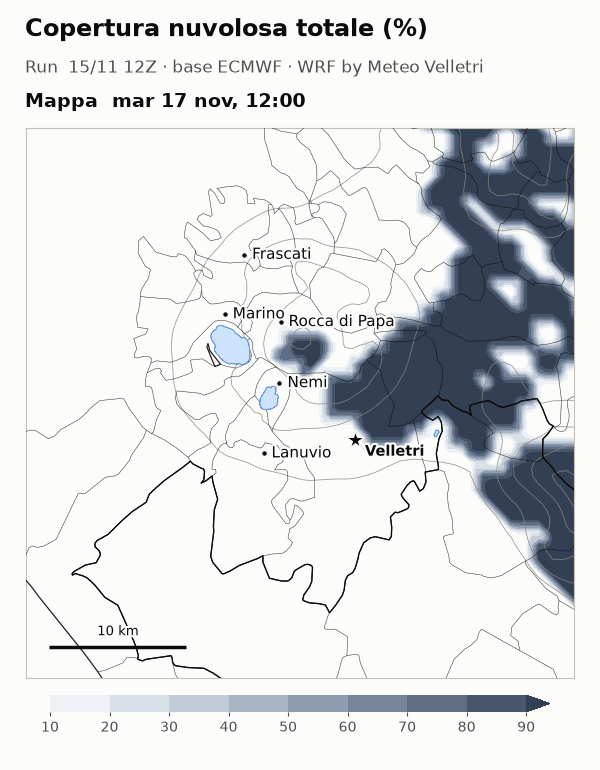 Copertura nuvolosa totale (%)
Run  15/11 12Z · base ECMWF · WRF by Meteo Velletri
Mappa  mar 17 nov, 12:00
Frascati
Marino
Rocca di Papa
Nemi
Velletri
Lanuvio
10 km
10 20 30 40 50 60 70 80 90